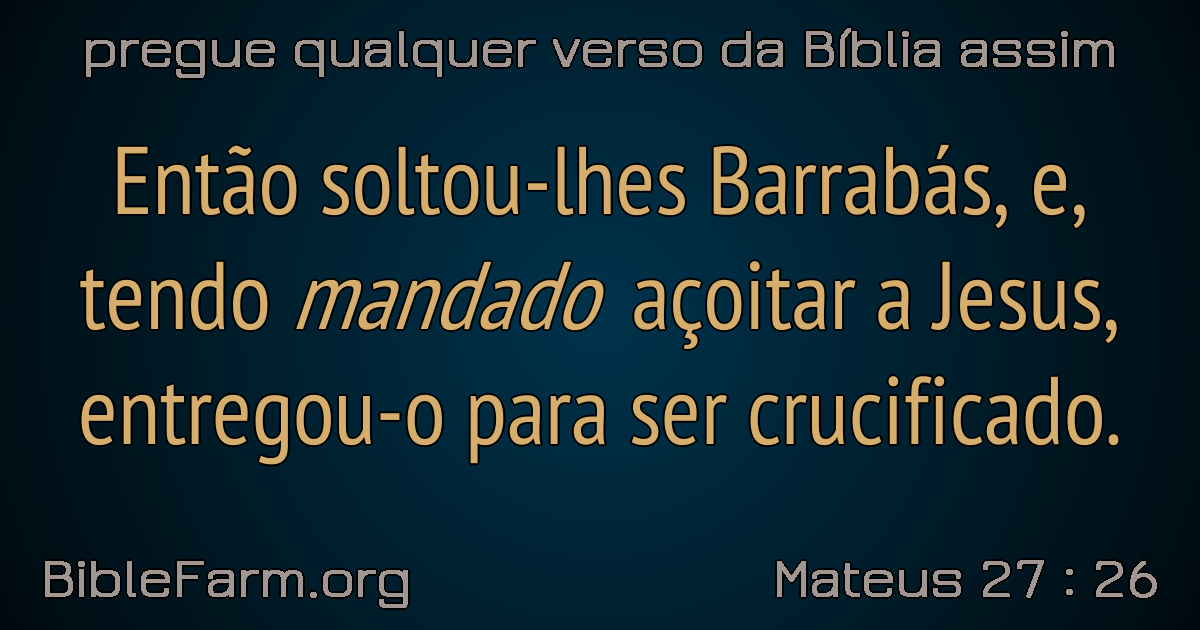 pregue qualquer verso da Bíblia assim
Então soltou-lhes Barrabás, e,
tendo mandado açoitar a Jesus,
entregou-o para ser crucificado.
BibleFarm.org
Mateus 27 : 26